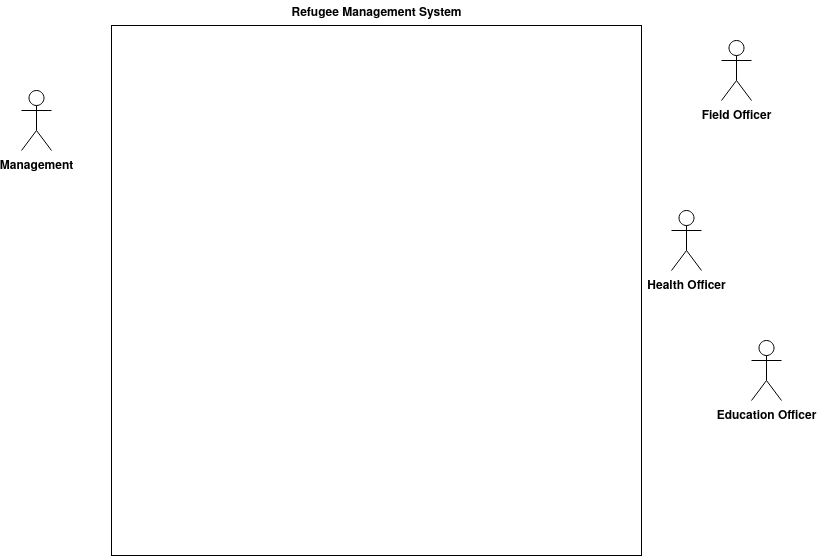 Refugee Management System
Field Officer
Management
Health Officer
Education Officer